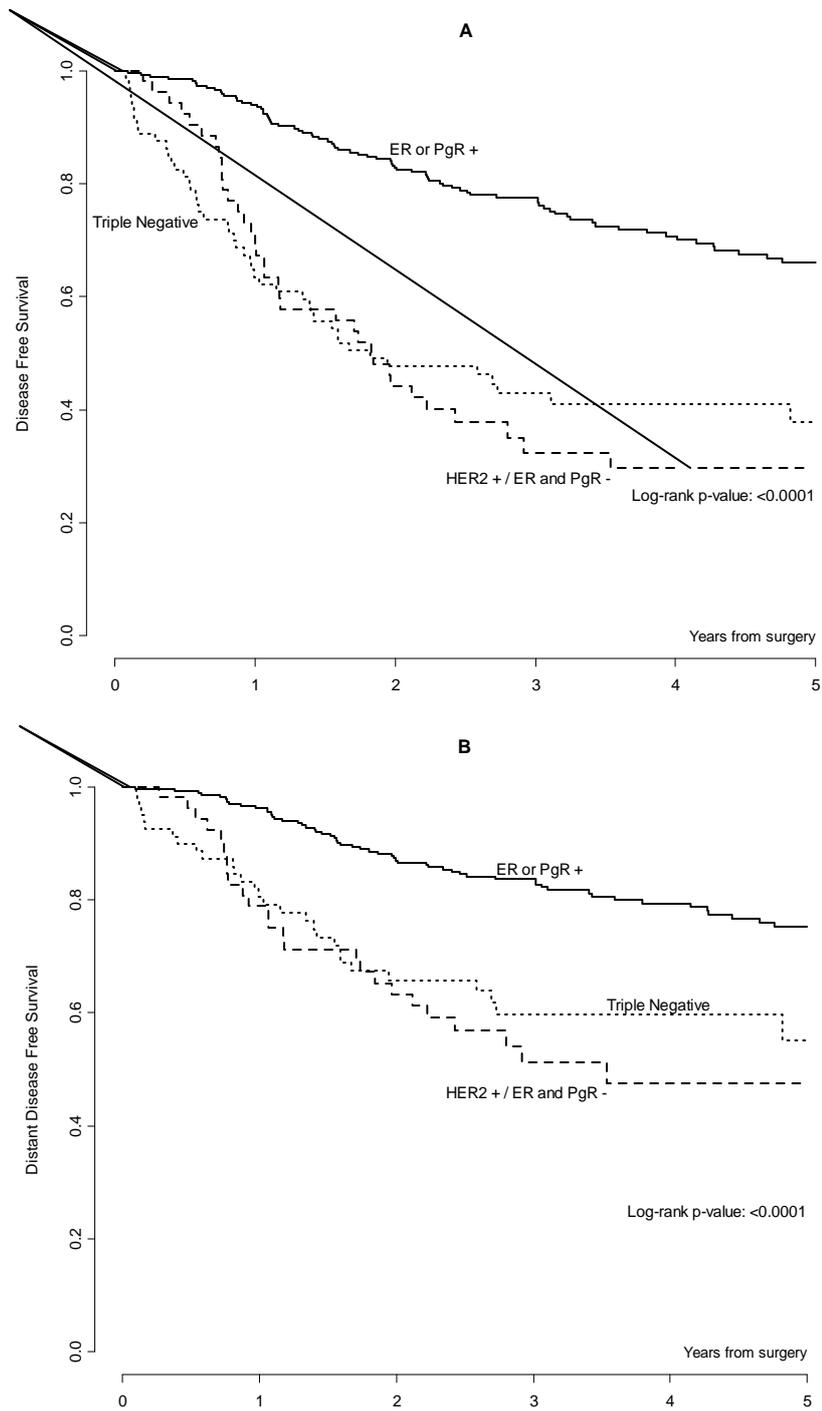 A
1.0
ER or PgR +
0.8
Triple Negative
0.6
Disease Free Survival
0.4
HER2 + / ER and PgR -
Log-rank p-value: <0.0001
0.2
0.0
Years from surgery
0 1 2 3 4 5
B
1.0
ER or PgR +
0.8
Triple Negative
0.6
Distant Disease Free Survival
HER2 + / ER and PgR -
0.4
Log-rank p-value: <0.0001
0.2
0.0
Years from surgery
0 1 2 3 4 5